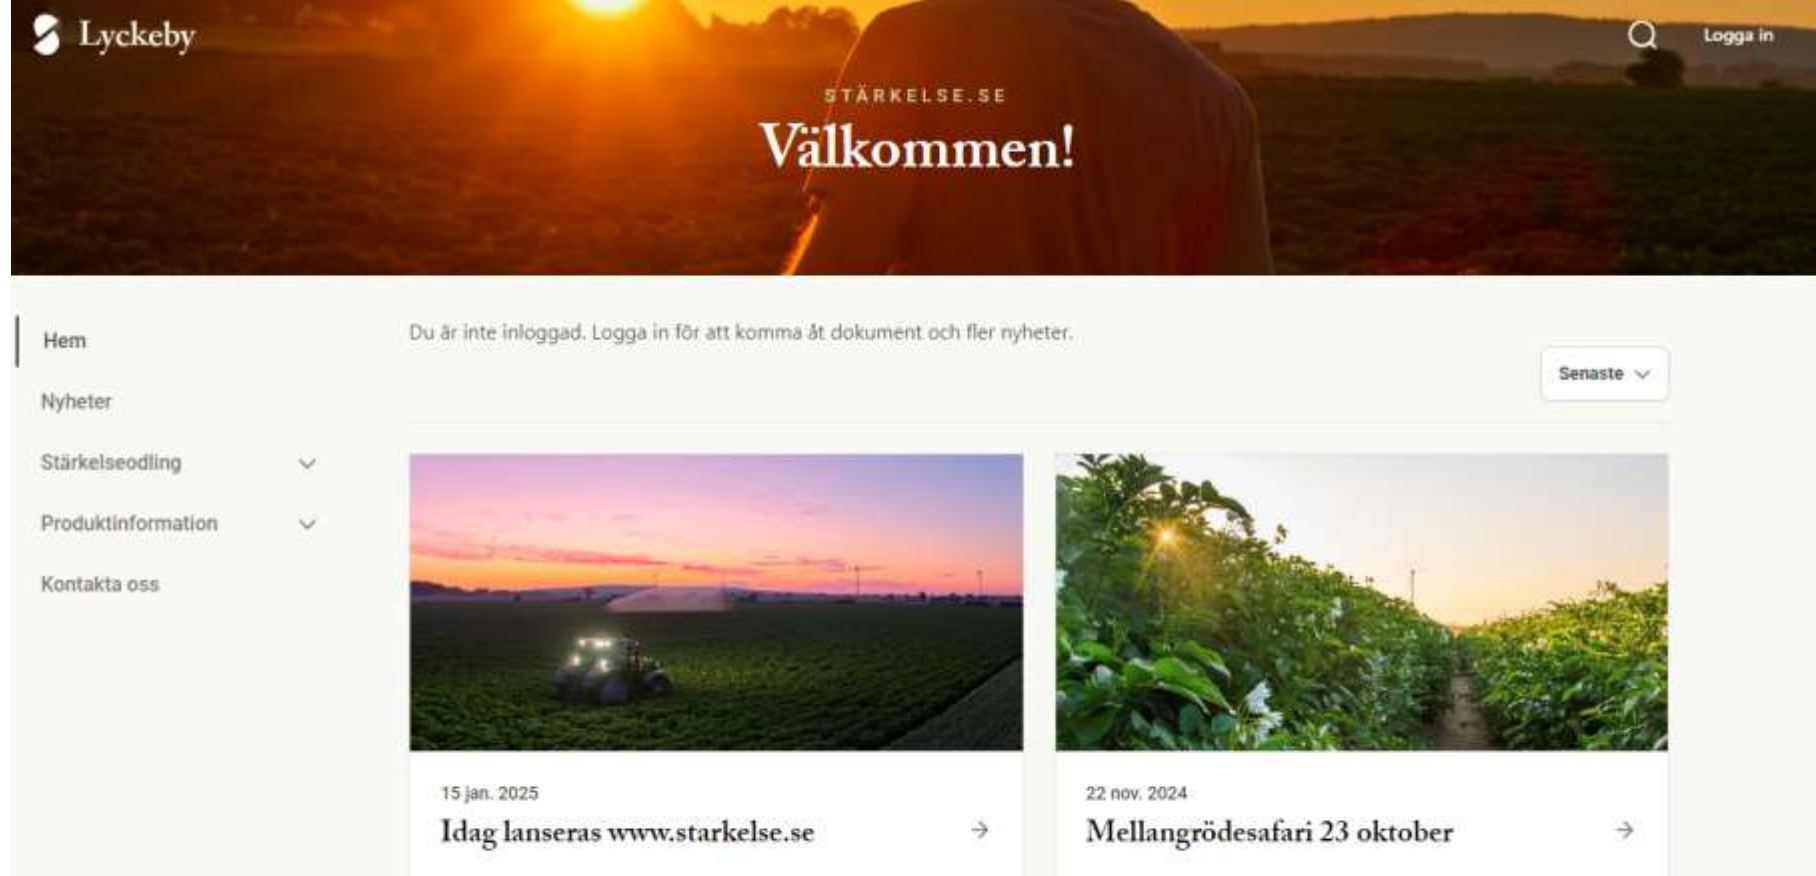 Lyckeby
Logga in
STÄRKELSE.SE
Välkommen!
Hem
Nyheter
Stärkelseodling
Produktinformation
Kontakta oss
Du är inte inloggad. Logga in för att komma åt dokument och fler nyheter.
Senaste
15 jan. 2025
Idag lanseras www.starkelse.se
22 nov. 2024
Mellangrödesafari 23 oktober